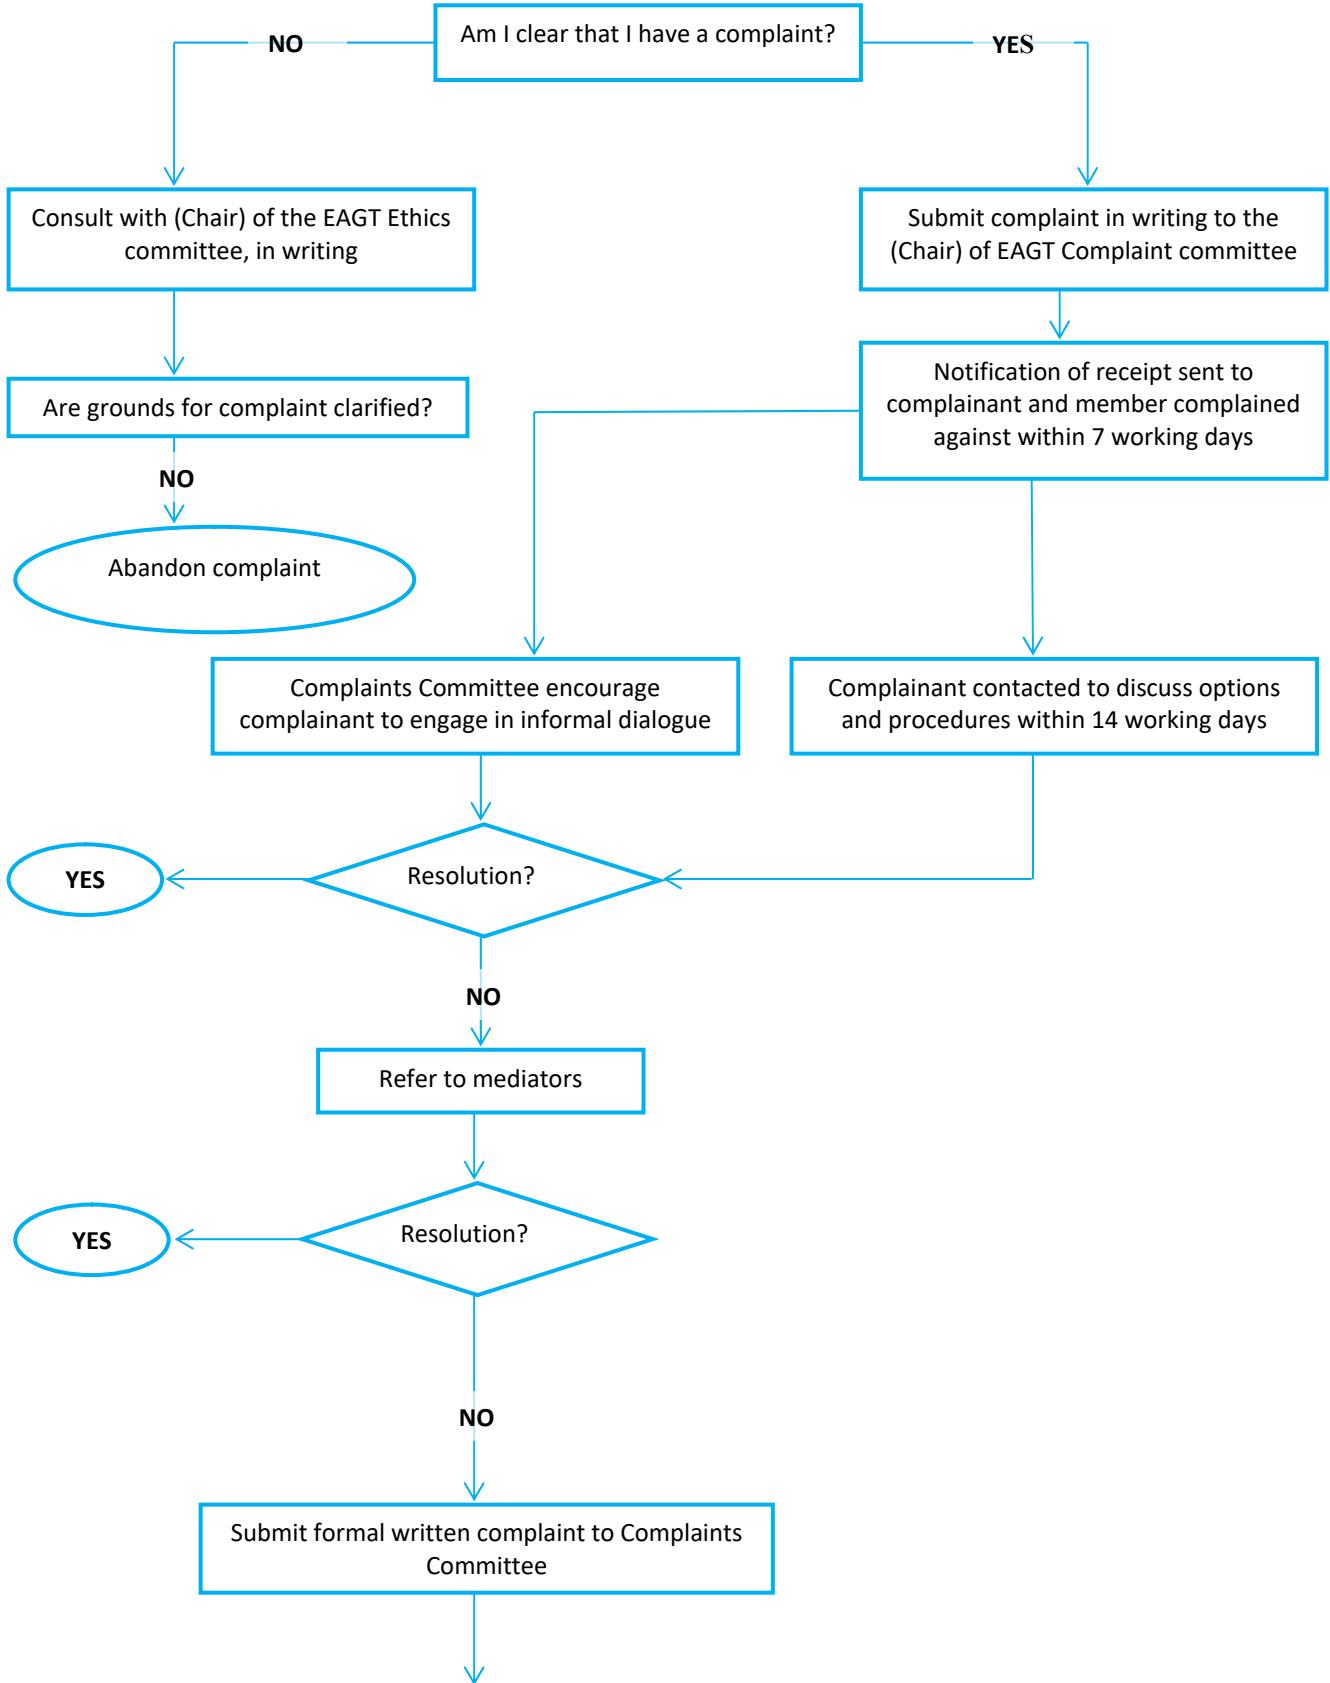 Am I clear that I have a complaint?
NO
YES
Consult with (Chair) of the EAGT Ethics
committee, in writing
Submit complaint in writing to the
(Chair) of EAGT Complaint committee
Notification of receipt sent to
complainant and member complained
against within 7 working days
Are grounds for complaint clarified?
NO
Abandon complaint
Complaints Committee encourage
complainant to engage in informal dialogue
Complainant contacted to discuss options
and procedures within 14 working days
Resolution?
YES
NO
Refer to mediators
Resolution?
YES
NO
Submit formal written complaint to Complaints
Committee